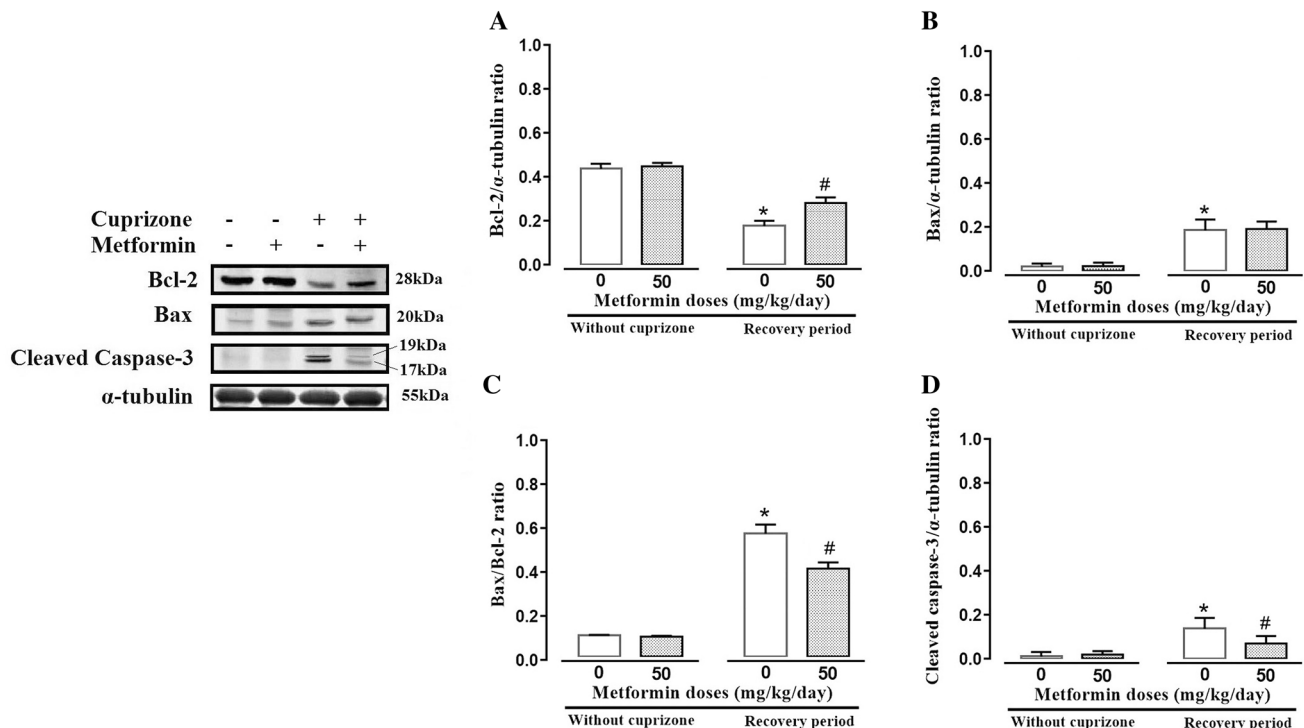 Cuprizone - - + +
Metformin - + - +
Bcl-2 28kDa
Bax 20kDa
Cleaved Caspase-3 19kDa
17kDa
α-tubulin 55kDa
A
Bcl-2/α-tubulin ratio
1.0
0.8
0.6
0.4
0.2
0.0
* #
0 50 0 50
Metformin doses (mg/kg/day)
Without cuprizone Recovery period
B
Bax/α-tubulin ratio
1.0
0.8
0.6
0.4
0.2
0.0
*
0 50 0 50
Metformin doses (mg/kg/day)
Without cuprizone Recovery period
C
Bax/Bcl-2 ratio
1.0
0.8
0.6
0.4
0.2
0.0
* #
0 50 0 50
Metformin doses (mg/kg/day)
Without cuprizone Recovery period
D
Cleaved caspase-3/α-tubulin ratio
1.0
0.8
0.6
0.4
0.2
0.0
* #
0 50 0 50
Metformin doses (mg/kg/day)
Without cuprizone Recovery period